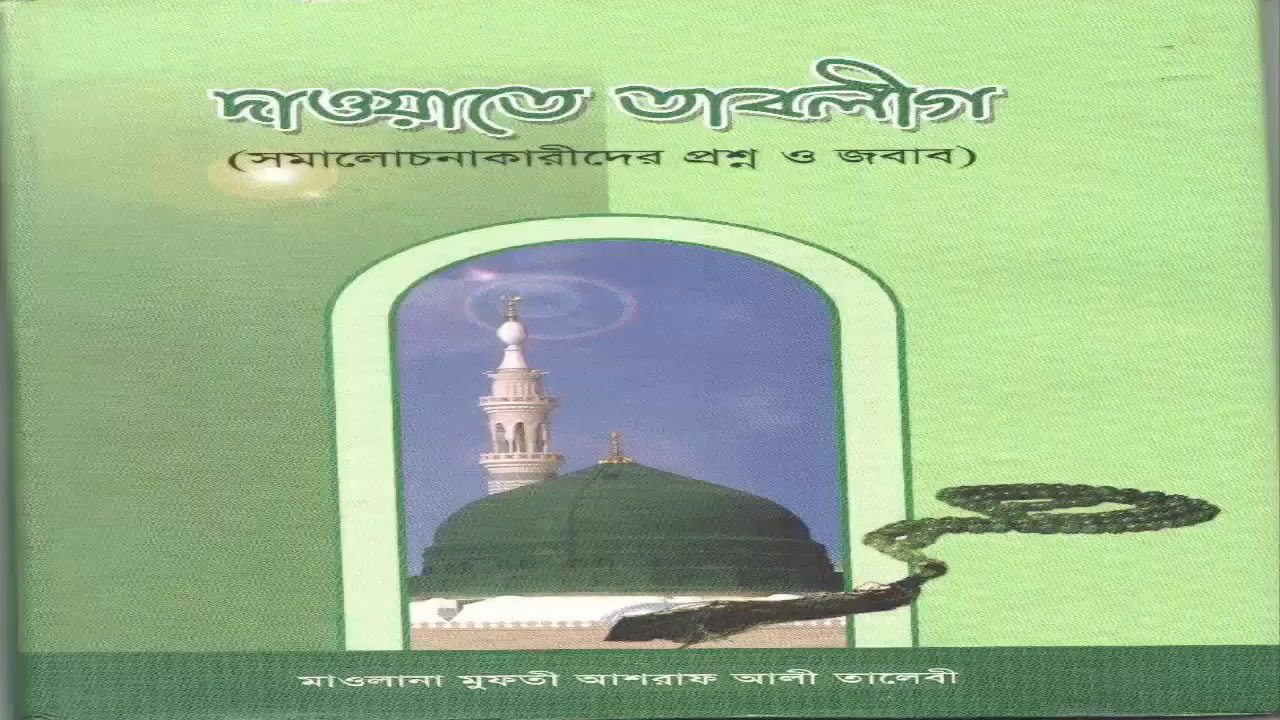 দাওয়াতে তাবলীগ
(সমালোচনাকারীদের প্রশ্ন ও জবাব)
মাওলানা মুফতী আশরাফ আলী তালেবী